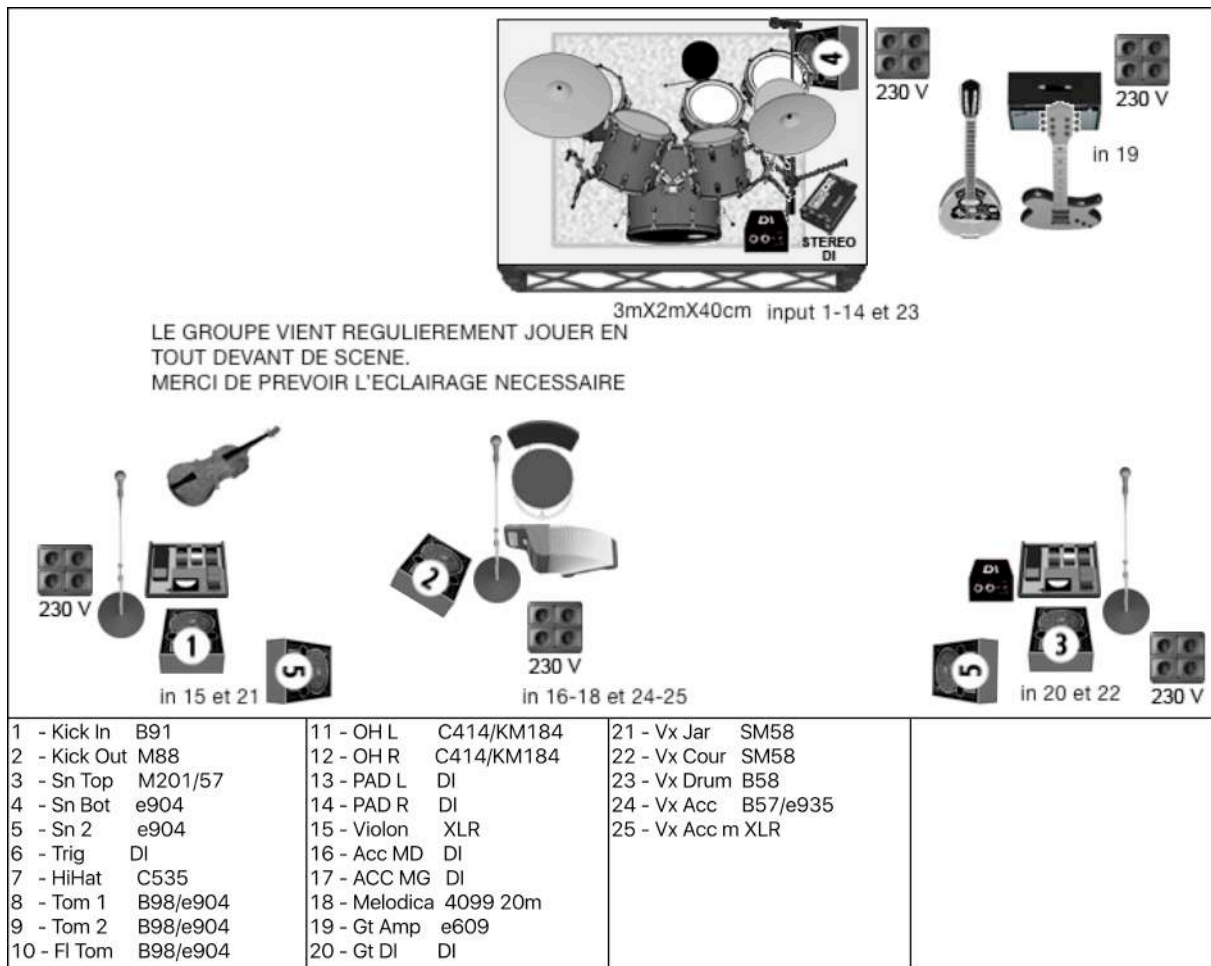 4
230 V
230 V
in 19
DI
STEREO
DI
3mX2mX40cm input 1-14 et 23
LE GROUPE VIENT REGULIEREMENT JOUER EN
TOUT DEVANT DE SCENE.
MERCI DE PREVOIR L'ECLAIRAGE NECESSAIRE
230 V
1
in 15 et 21
5
2
230 V
in 16-18 et 24-25
DI
5
3
in 20 et 22
230 V
1 - Kick In B91
2 - Kick Out M88
3 - Sn Top M201/57
4 - Sn Bot e904
5 - Sn 2 e904
6 - Trig DI
7 - HiHat C535
8 - Tom 1 B98/e904
9 - Tom 2 B98/e904
10 - Fl Tom B98/e904
11 - OH L C414/KM184
12 - OH R C414/KM184
13 - PAD L DI
14 - PAD R DI
15 - Violon XLR
16 - Acc MD DI
17 - ACC MG DI
18 - Melodica 4099 20m
19 - Gt Amp e609
20 - Gt DI DI
21 - Vx Jar SM58
22 - Vx Cour SM58
23 - Vx Drum B58
24 - Vx Acc B57/e935
25 - Vx Acc m XLR